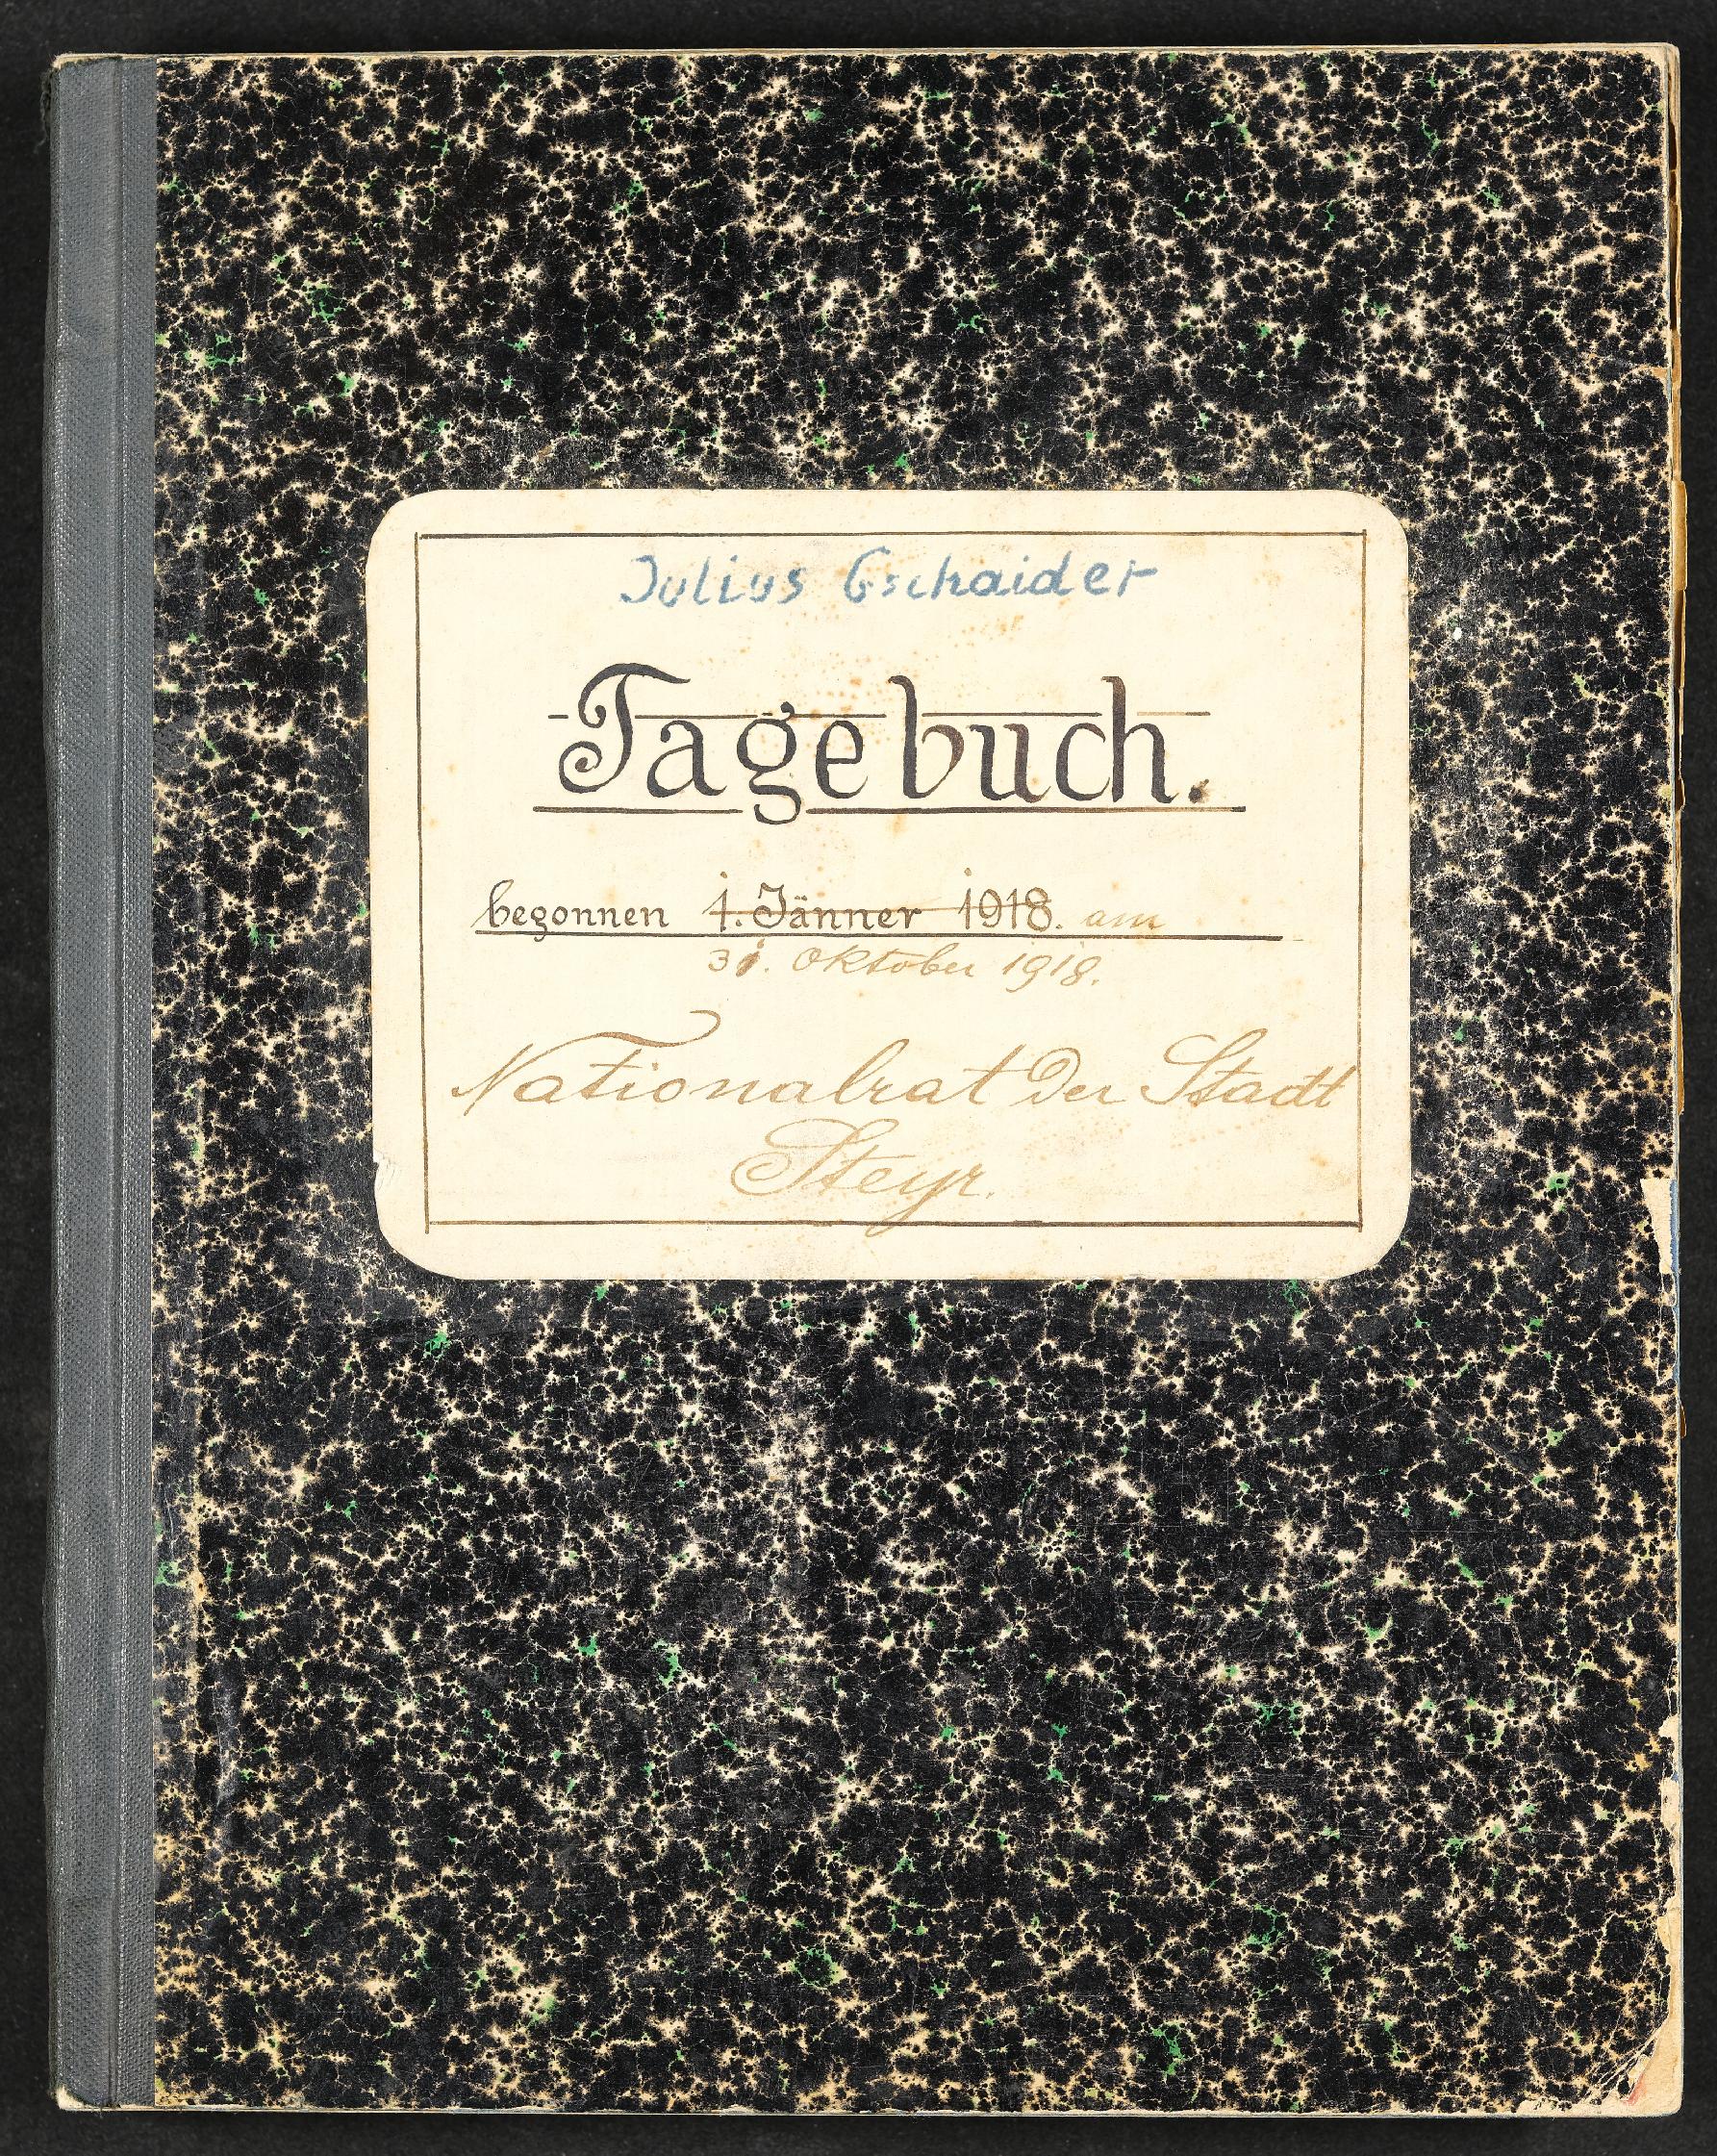 Julius Gschaider
Tagebuch.
begonnen 1. Jänner 1918. am
31. Oktober 1918.
Nationalrat der Stadt
Steyr.